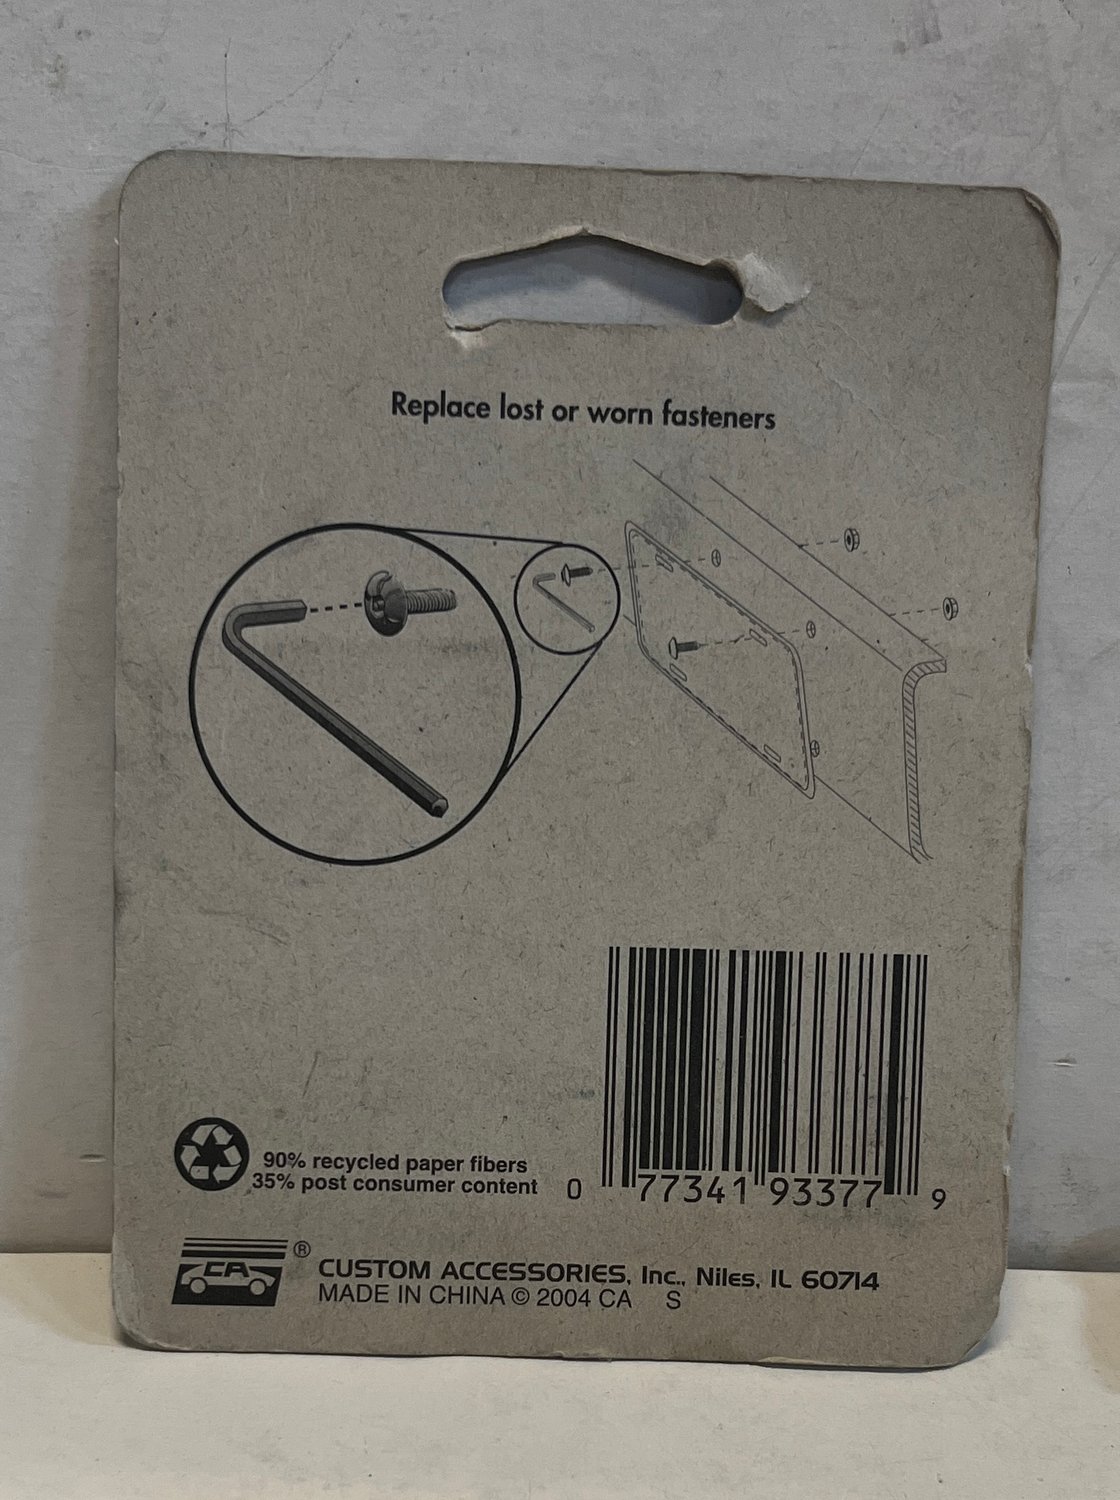 Replace lost or worn fasteners
90% recycled paper fibers
35% post consumer content
0 77341 93377 9
CA ®
CUSTOM ACCESSORIES, Inc., Niles, IL 60714
MADE IN CHINA © 2004 CA S